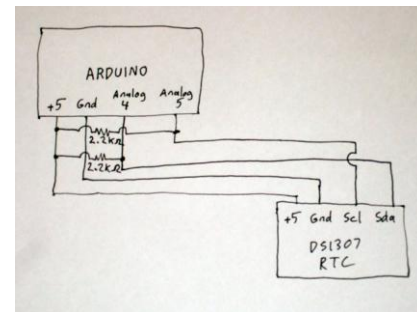 ARDUINO
+5 Gnd Analog 4 Analog 5
2.2kΩ
2.2kΩ
+5 Gnd Scl Sda
DS1307
RTC